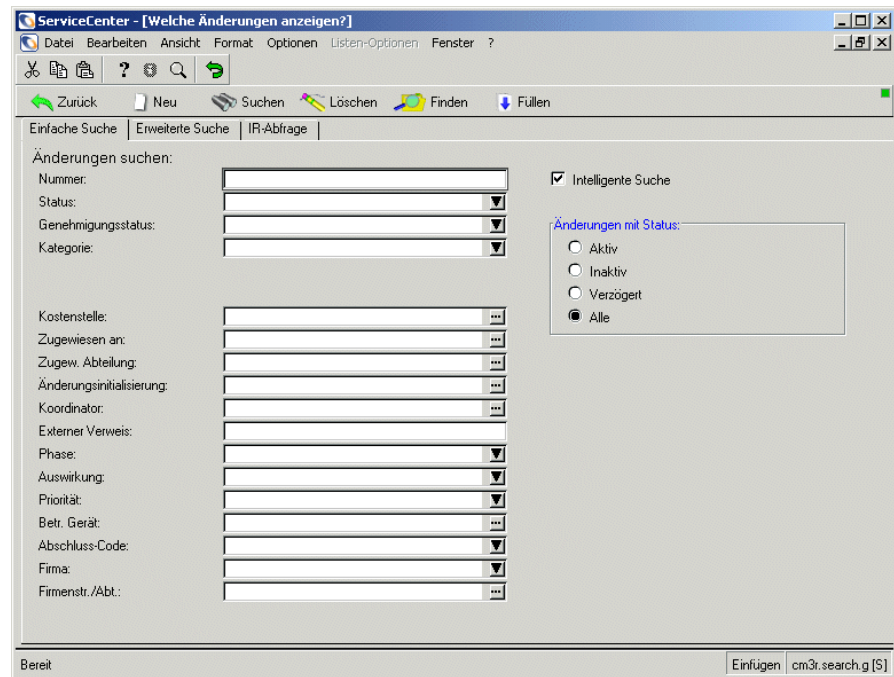 ServiceCenter - [Welche Änderungen anzeigen?]
Datei Bearbeiten Ansicht Format Optionen Listen-Optionen Fenster ?
Zurück Neu Suchen Löschen Finden Füllen
Einfache Suche Erweiterte Suche IR-Abfrage
Änderungen suchen:
Nummer:
Intelligente Suche
Status:
Genehmigungsstatus:
Änderungen mit Status:
Kategorie:
Aktiv
Inaktiv
Verzögert
Kostenstelle:
Alle
Zugewiesen an:
Zugew. Abteilung:
Änderungsinitialisierung:
Koordinator:
Externer Verweis:
Phase:
Auswirkung:
Priorität:
Betr. Gerät:
Abschluss-Code:
Firma:
Firmenstr./Abt.:
Bereit Einfügen cm3r.search.g [S]